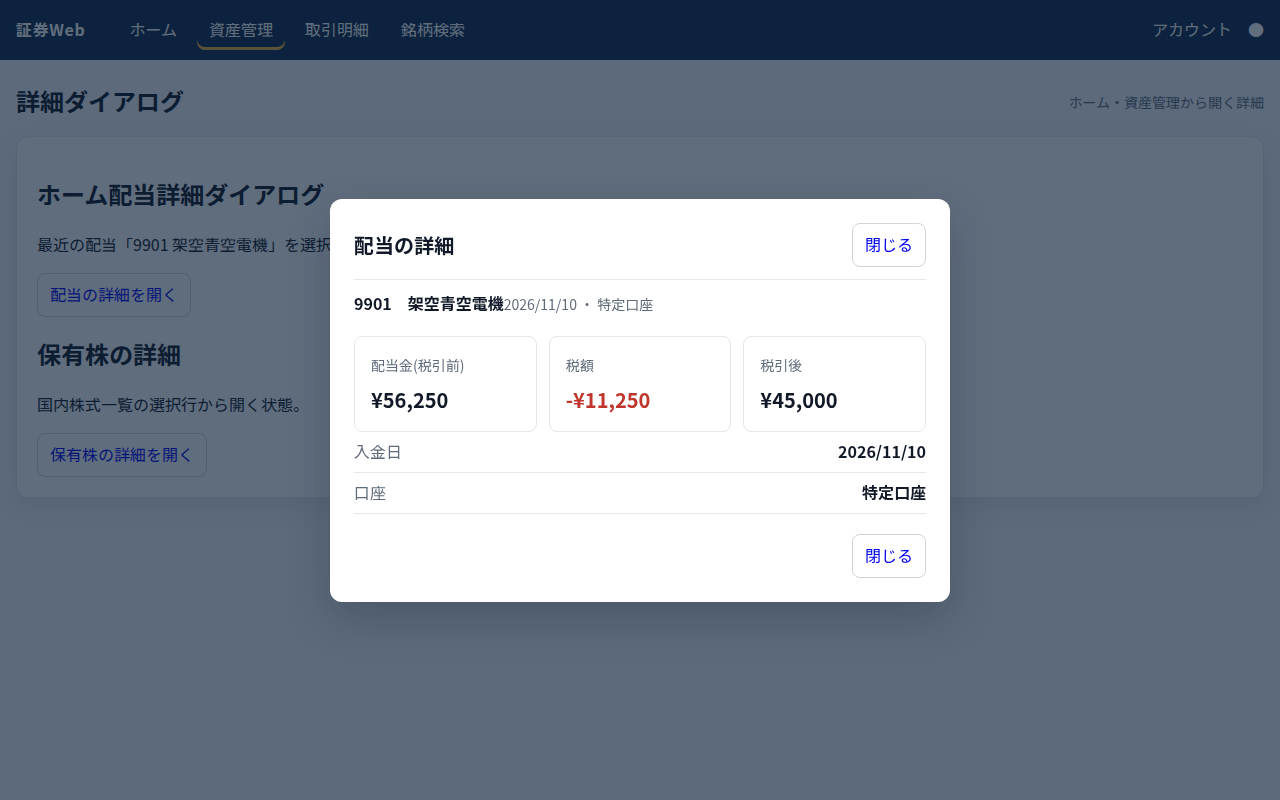 証券Web ホーム 資産管理 取引明細 銘柄検索 アカウント
詳細ダイアログ
ホーム・資産管理から開く詳細
ホーム配当詳細ダイアログ
最近の配当「9901 架空青空電機」を選択
配当の詳細を開く
保有株の詳細
国内株式一覧の選択行から開く状態。
保有株の詳細を開く
配当の詳細
閉じる
9901 架空青空電機2026/11/10 ・ 特定口座
配当金(税引前) 税額 税引後
¥56,250 -¥11,250 ¥45,000
入金日 2026/11/10
口座 特定口座
閉じる